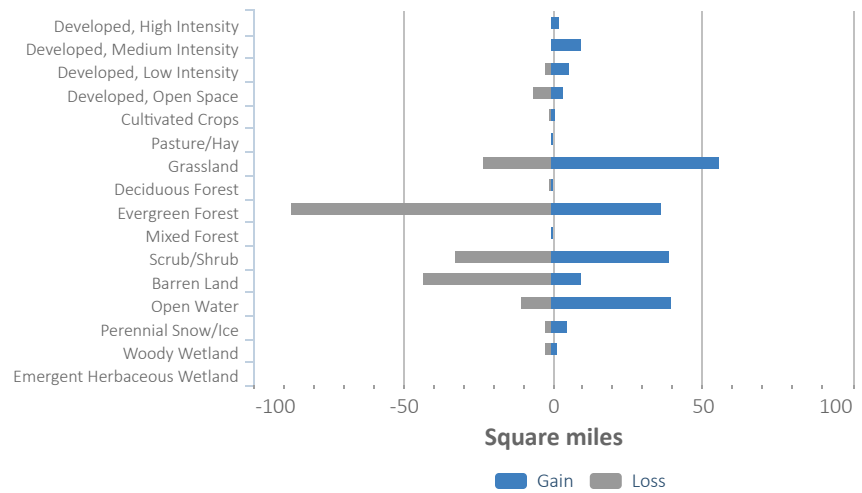 Developed, High Intensity
Developed, Medium Intensity
Developed, Low Intensity
Developed, Open Space
Cultivated Crops
Pasture/Hay
Grassland
Deciduous Forest
Evergreen Forest
Mixed Forest
Scrub/Shrub
Barren Land
Open Water
Perennial Snow/Ice
Woody Wetland
Emergent Herbaceous Wetland
-100 -50 0 50 100
Square miles
Gain Loss